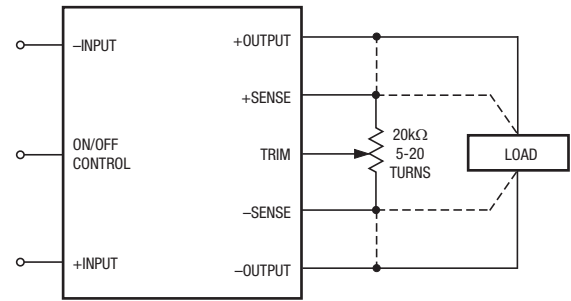 –INPUT
ON/OFF
CONTROL
+INPUT
+OUTPUT
+SENSE
TRIM
–SENSE
–OUTPUT
20kΩ
5-20
TURNS
LOAD